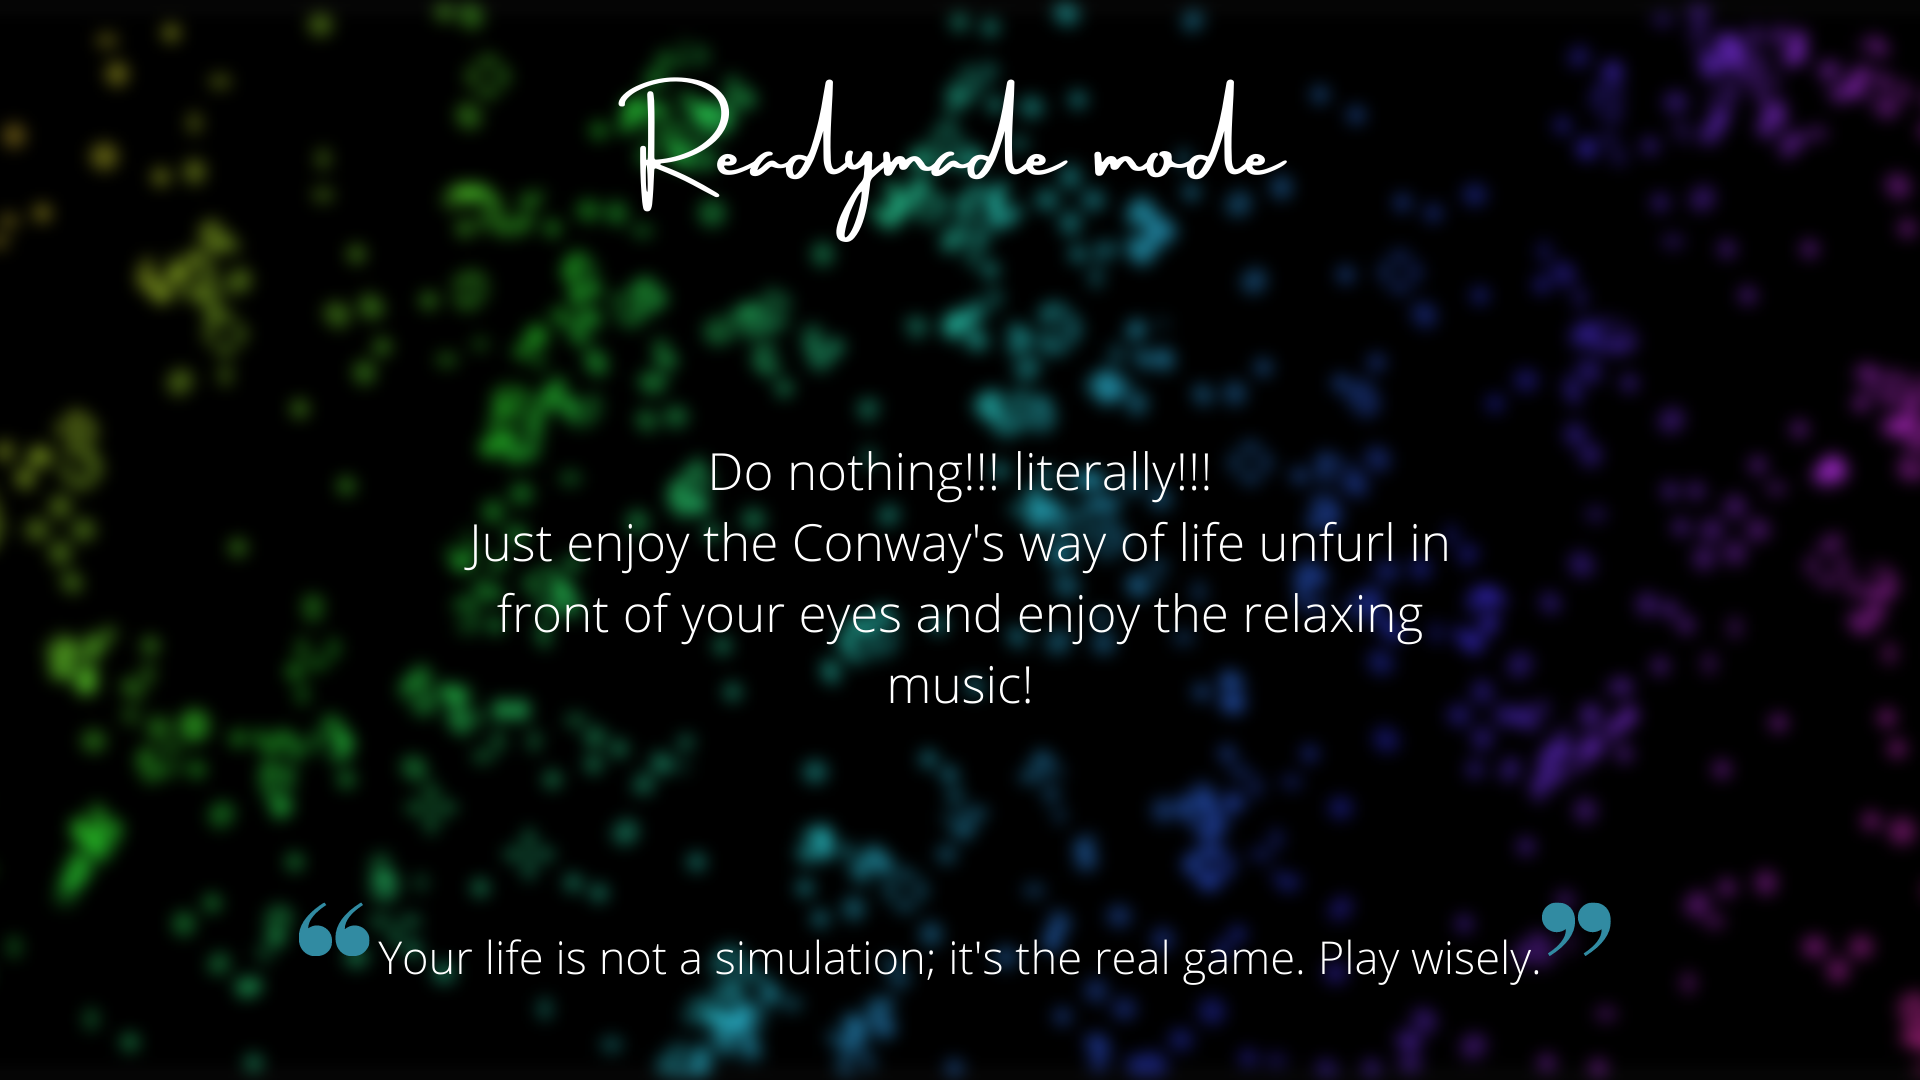 Readymade mode
Do nothing!!! literally!!!
Just enjoy the Conway's way of life unfurl in
front of your eyes and enjoy the relaxing
music!
“Your life is not a simulation; it's the real game. Play wisely.”